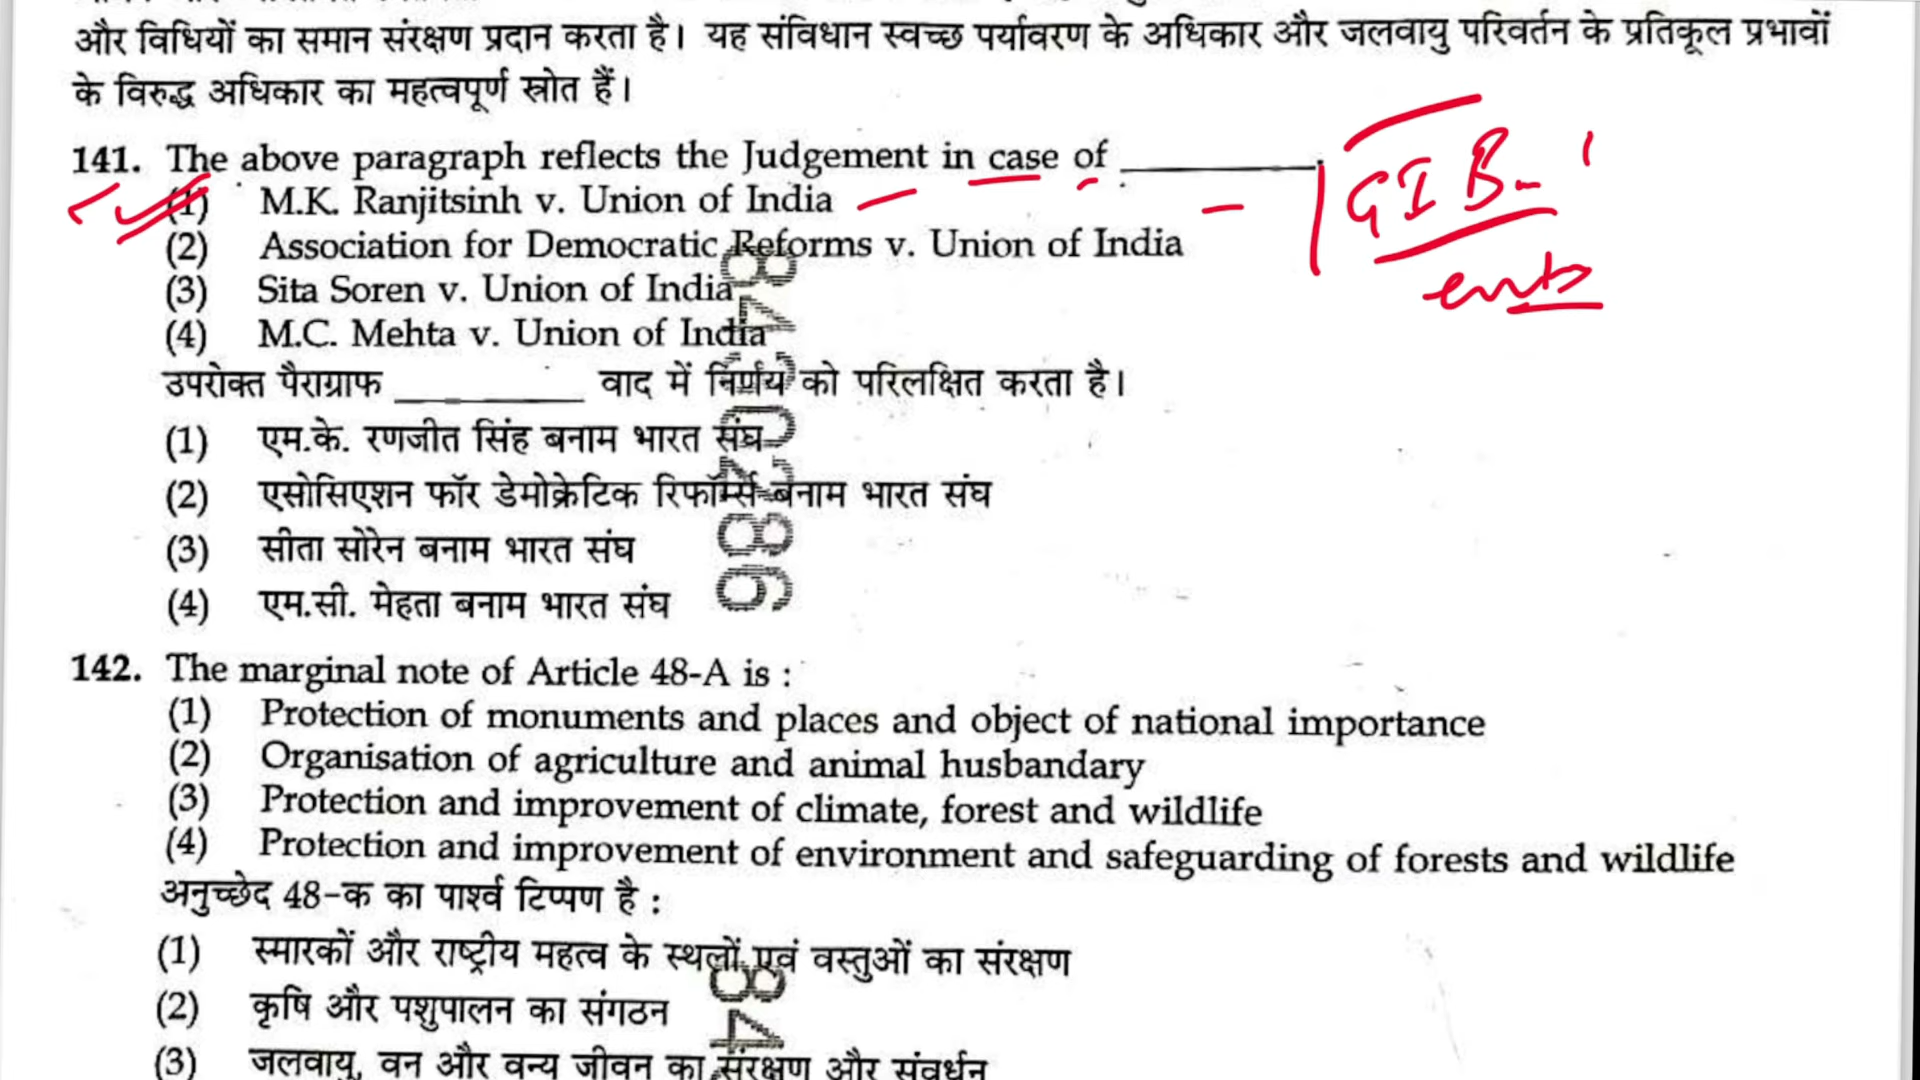 और विधियों का समान संरक्षण प्रदान करता है। यह संविधान स्वच्छ पर्यावरण के अधिकार और जलवायु परिवर्तन के प्रतिकूल प्रभावों
के विरुद्ध अधिकार का महत्वपूर्ण स्रोत हैं।
141. The above paragraph reflects the Judgement in case of ________.
(1) M.K. Ranjitsinh v. Union of India
GIB
(2) Association for Democratic Reforms v. Union of India
(3) Sita Soren v. Union of India
(4) M.C. Mehta v. Union of India
उपरोक्त पैराग्राफ ________ वाद में निर्णय को परिलक्षित करता है।
(1) एम.के. रणजीत सिंह बनाम भारत संघ
(2) एसोसिएशन फॉर डेमोक्रेटिक रिफॉर्म्स बनाम भारत संघ
(3) सीता सोरेन बनाम भारत संघ
(4) एम.सी. मेहता बनाम भारत संघ
142. The marginal note of Article 48-A is :
(1) Protection of monuments and places and object of national importance
(2) Organisation of agriculture and animal husbandary
(3) Protection and improvement of climate, forest and wildlife
(4) Protection and improvement of environment and safeguarding of forests and wildlife
अनुच्छेद 48-क का पार्श्व टिप्पण है :
(1) स्मारकों और राष्ट्रीय महत्व के स्थलों एवं वस्तुओं का संरक्षण
(2) कृषि और पशुपालन का संगठन
(3) जलवायु, वन और वन्य जीवन का संरक्षण और संवर्धन